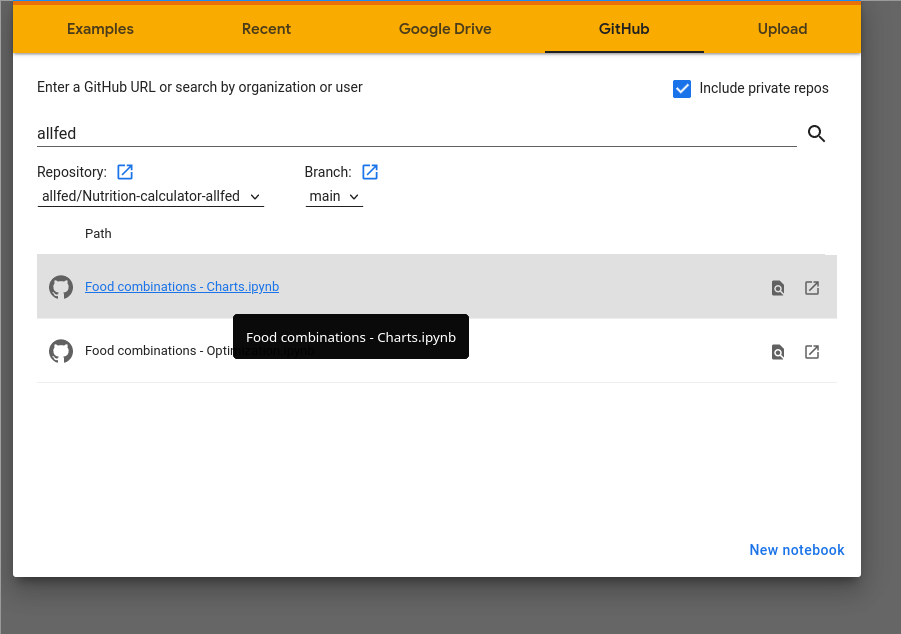 Examples Recent Google Drive GitHub Upload
Enter a GitHub URL or search by organization or user
Include private repos
allfed
Repository: Branch:
allfed/Nutrition-calculator-allfed main
Path
Food combinations - Charts.ipynb
Food combinations - Charts.ipynb
Food combinations -
New notebook